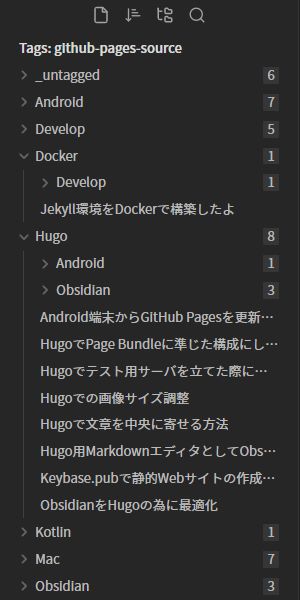 Tags: github-pages-source
_untagged 6
Android 7
Develop 5
Docker 1
Develop 1
Jekyll環境をDockerで構築したよ
Hugo 8
Android 1
Obsidian 3
Android端末からGitHub Pagesを更新…
HugoでPage Bundleに準じた構成にし…
Hugoでテスト用サーバを立てた際に…
Hugoでの画像サイズ調整
Hugoで文章を中央に寄せる方法
Hugo用MarkdownエディタとしてObs…
Keybase.pubで静的Webサイトの作成…
ObsidianをHugoの為に最適化
Kotlin 1
Mac 7
Obsidian 3